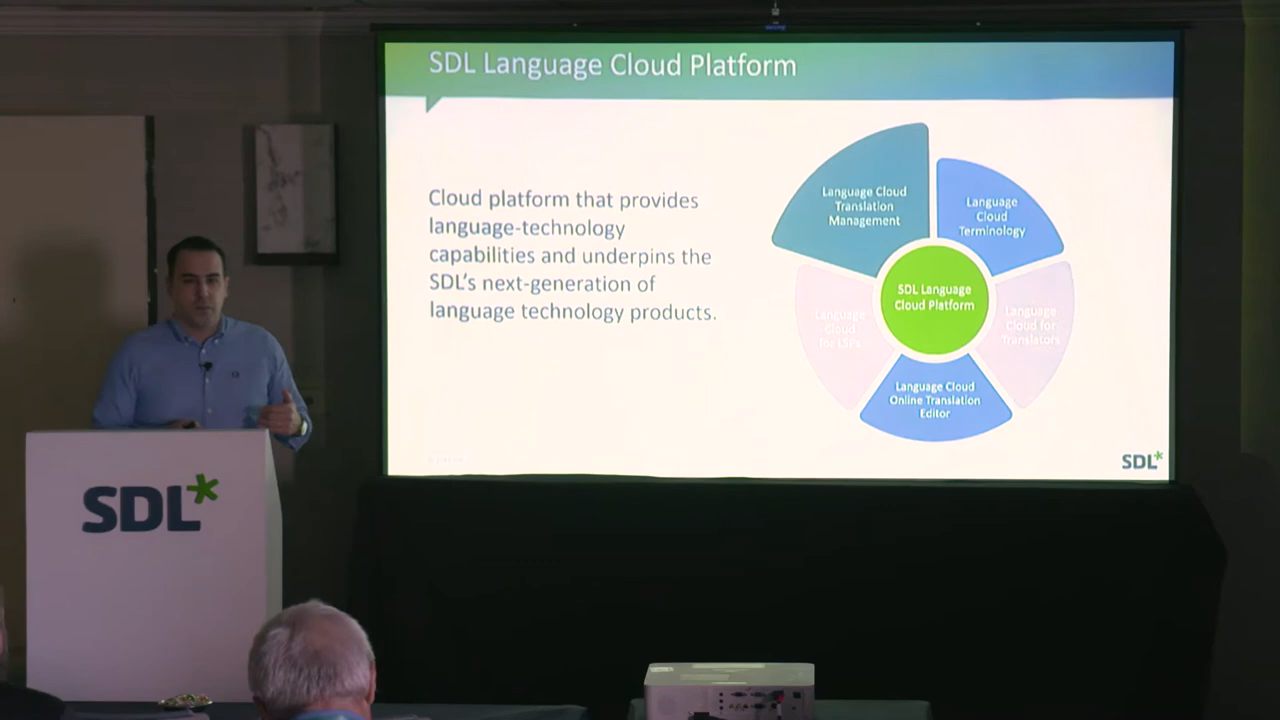 SDL Language Cloud Platform
Cloud platform that provides
language-technology
capabilities and underpins the
SDL's next-generation of
language technology products.
Language Cloud
Translation
Management
Language
Cloud
Terminology
SDL Language
Cloud Platform
Language
Cloud
for LSPs
Language
Cloud for
Translators
Language Cloud
Online Translation
Editor
SDL*
SDL*